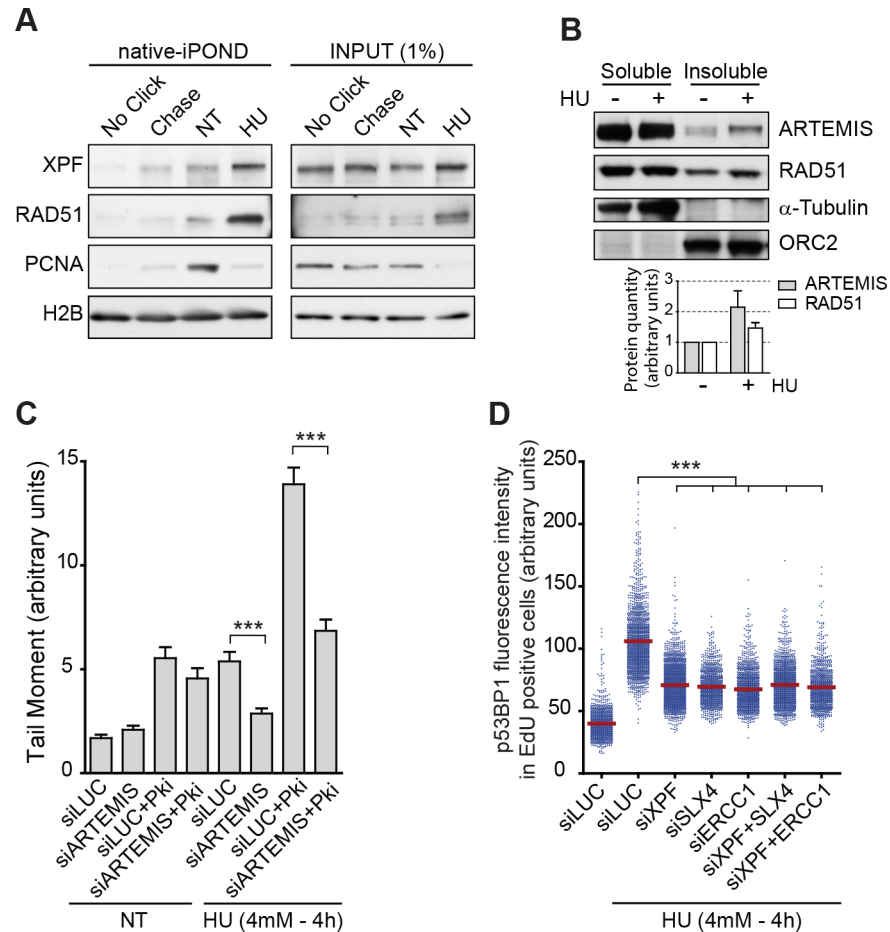 A
native-iPOND
INPUT (1%)
No Click
Chase
NT
HU
No Click
Chase
NT
HU
XPF
RAD51
PCNA
H2B
B
Soluble Insoluble
HU - + - +
ARTEMIS
RAD51
α-Tubulin
ORC2
Protein quantity
(arbitrary units)
3
2
1
0
ARTEMIS
RAD51
- + HU
C
Tail Moment (arbitrary units)
15
10
5
0
***
***
siLUC
siARTEMIS
siLUC+Pki
siARTEMIS+Pki
siLUC
siARTEMIS
siLUC+Pki
siARTEMIS+Pki
NT
HU (4mM - 4h)
D
p53BP1 fluorescence intensity
in EdU positive cells (arbitrary units)
250
200
150
100
50
0
***
siLUC
siLUC
siXPF
siSLX4
siERCC1
siXPF+SLX4
siXPF+ERCC1
HU (4mM - 4h)